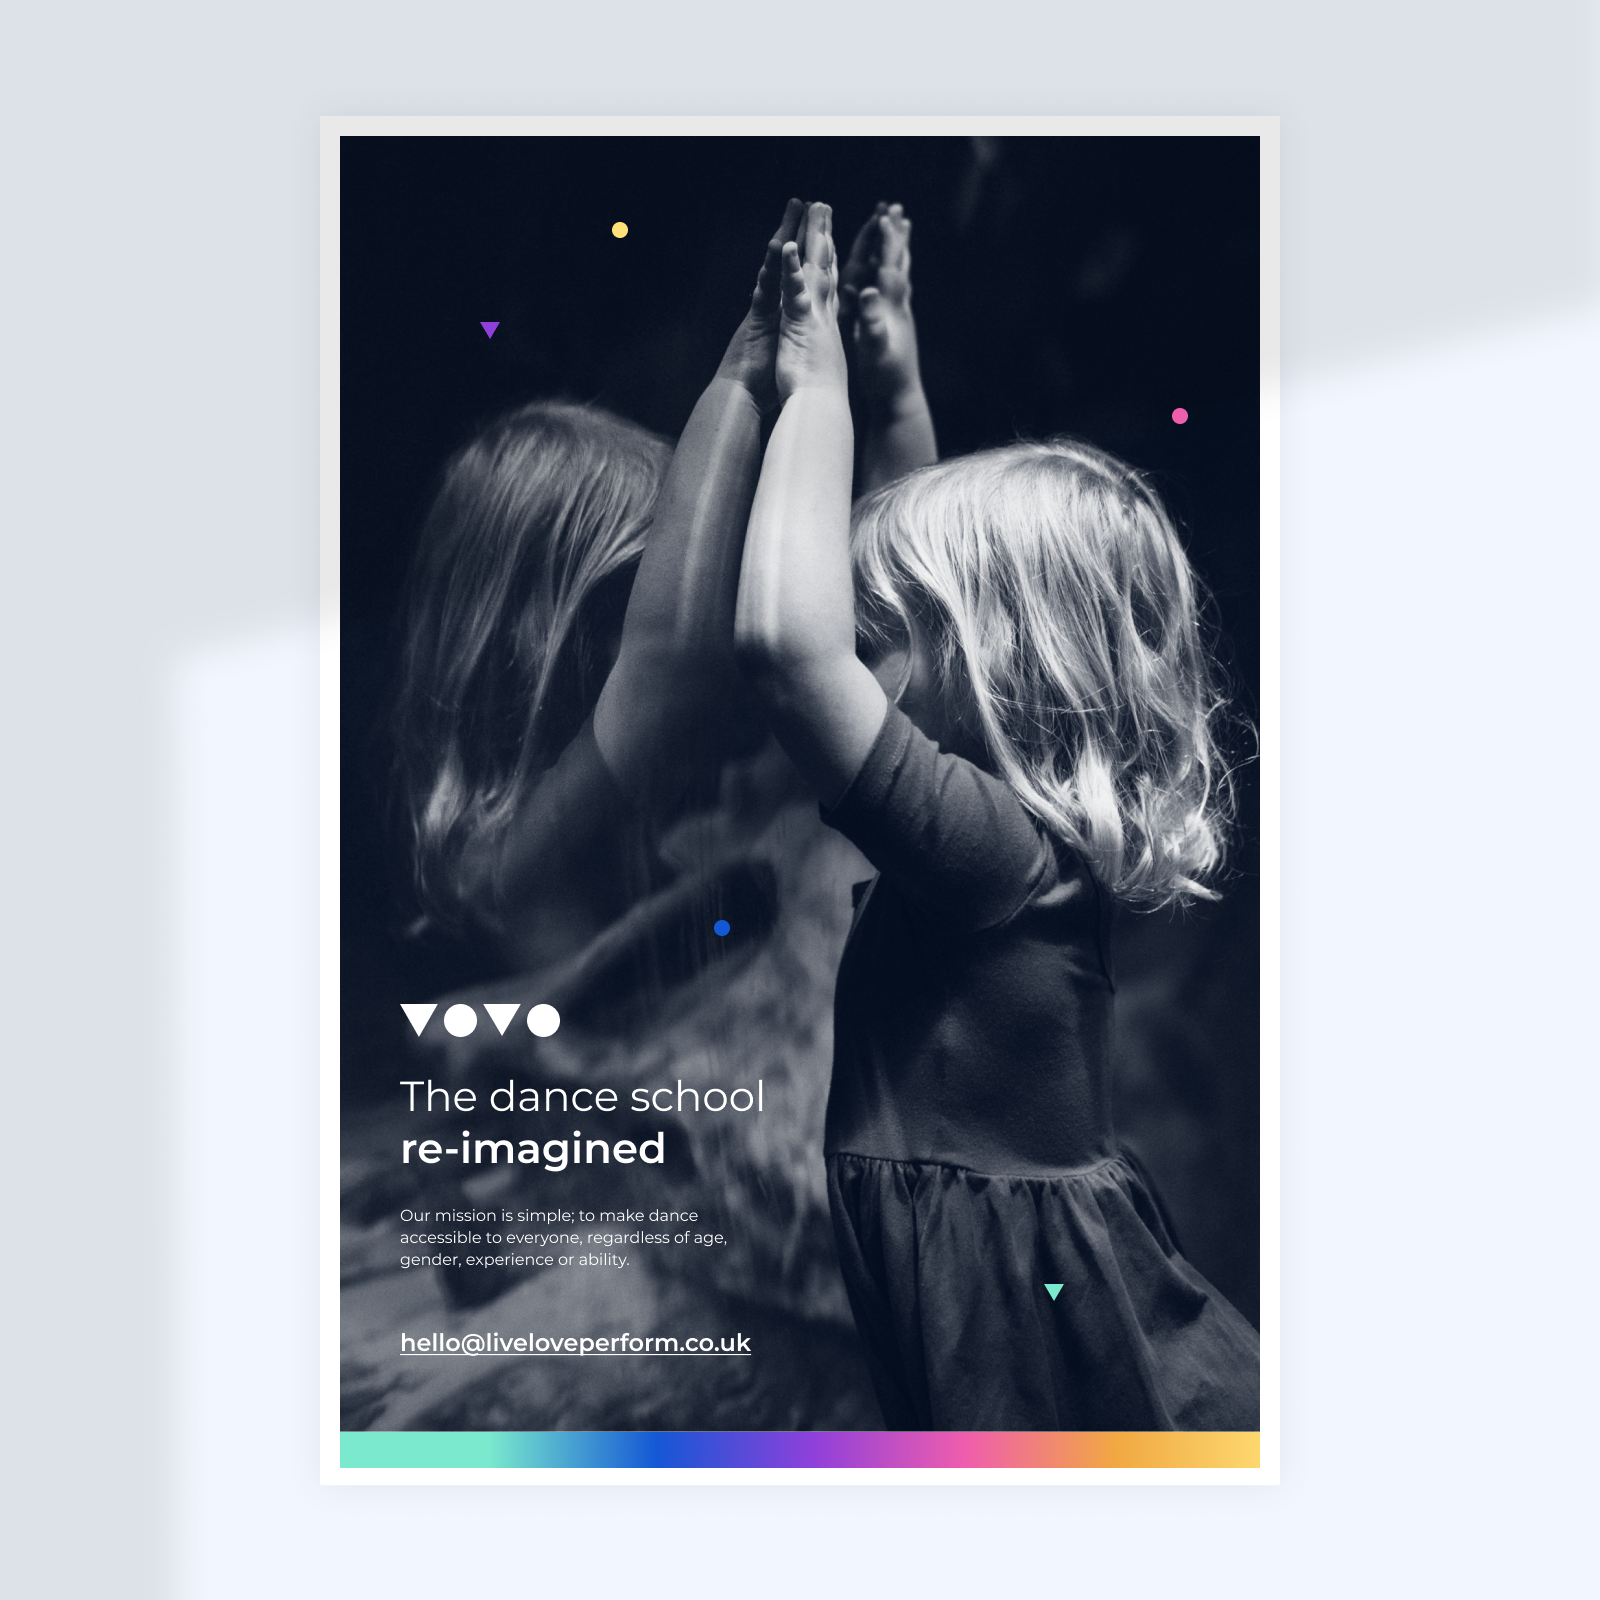 The dance school
re-imagined
Our mission is simple; to make dance
accessible to everyone, regardless of age,
gender, experience or ability.
hello@liveloveperform.co.uk